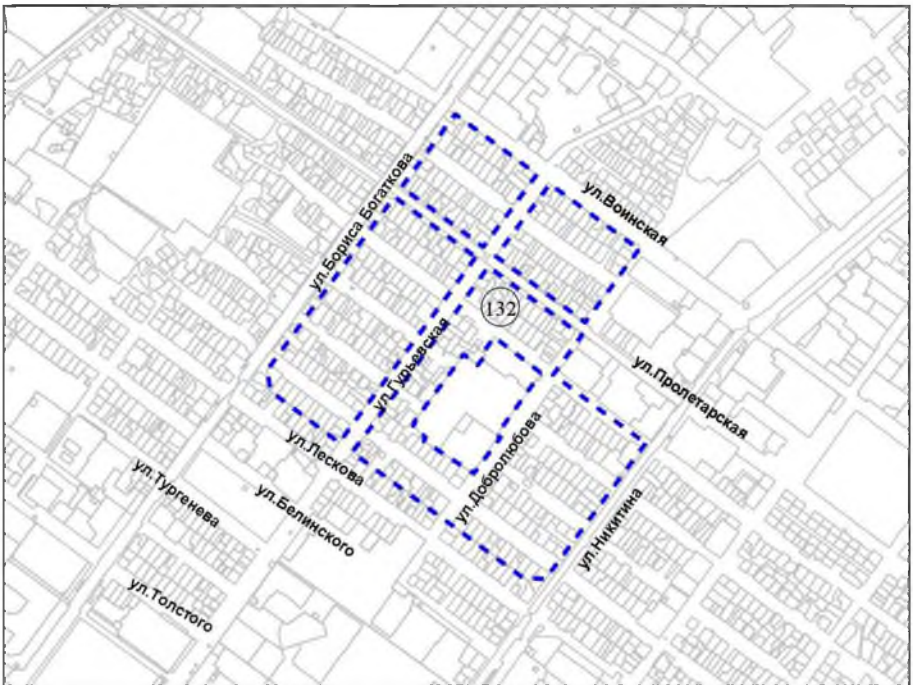 ул.Воинская
ул.Бориса Богаткова
132
ул.Гурьевская
ул.Пролетарская
ул.Добролюбова
ул.Лескова
ул.Никитина
ул.Тургенева
ул.Белинского
ул.Толстого